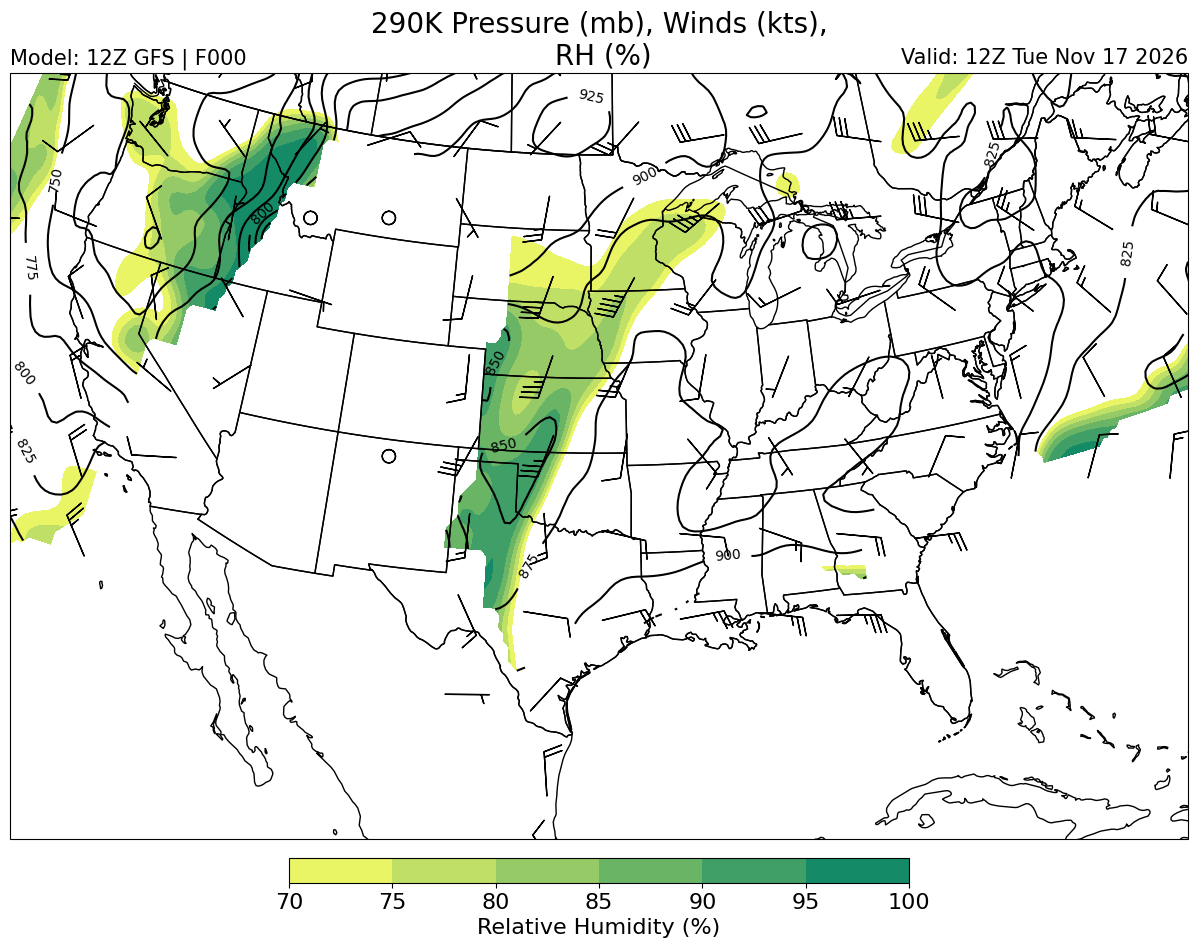 290K Pressure (mb), Winds (kts),
RH (%)
Model: 12Z GFS | F000
Valid: 12Z Tue Nov 17 2026
925
825
750
900
800
825
775
850
800
850
825
875
900
70 75 80 85 90 95 100
Relative Humidity (%)